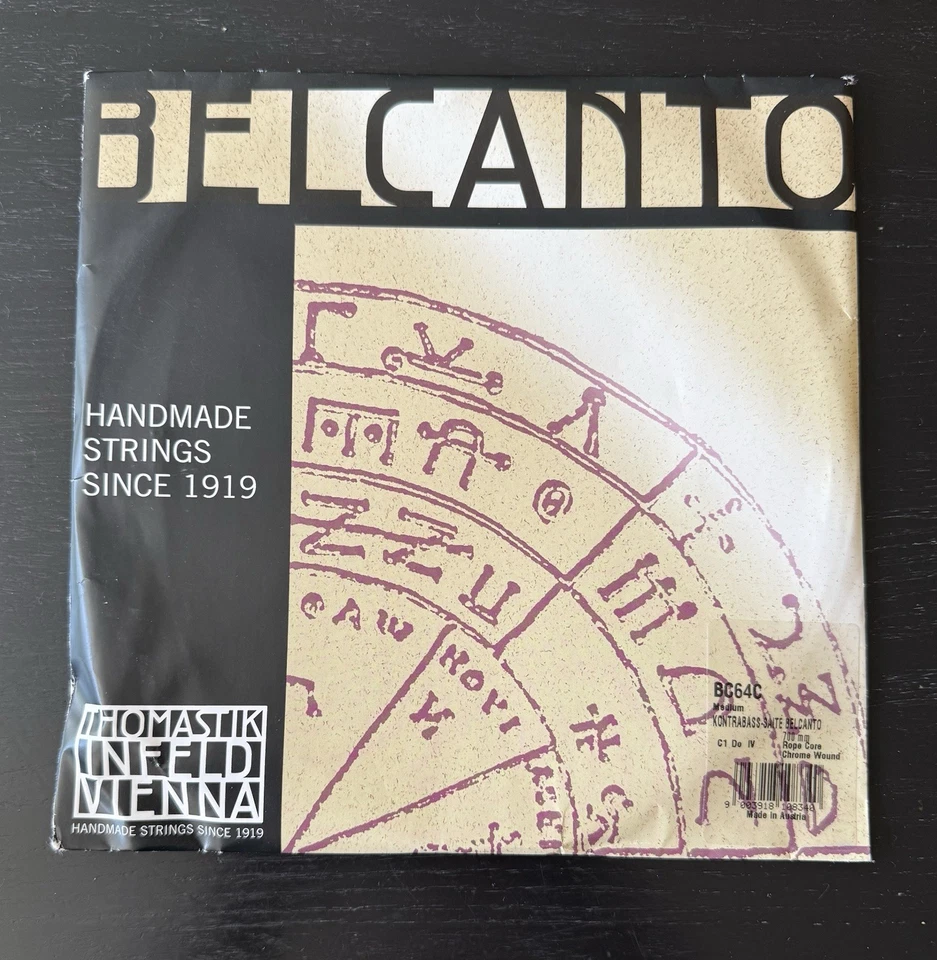 BELCANTO
HANDMADE
STRINGS
SINCE 1919
THOMASTIK
INFELD
VIENNA
HANDMADE STRINGS SINCE 1919
BC64C
Medium
KONTRABASS-SAITE BELCANTO
C1 Do IV
Rope Core
Chrome Wound
Made in Austria